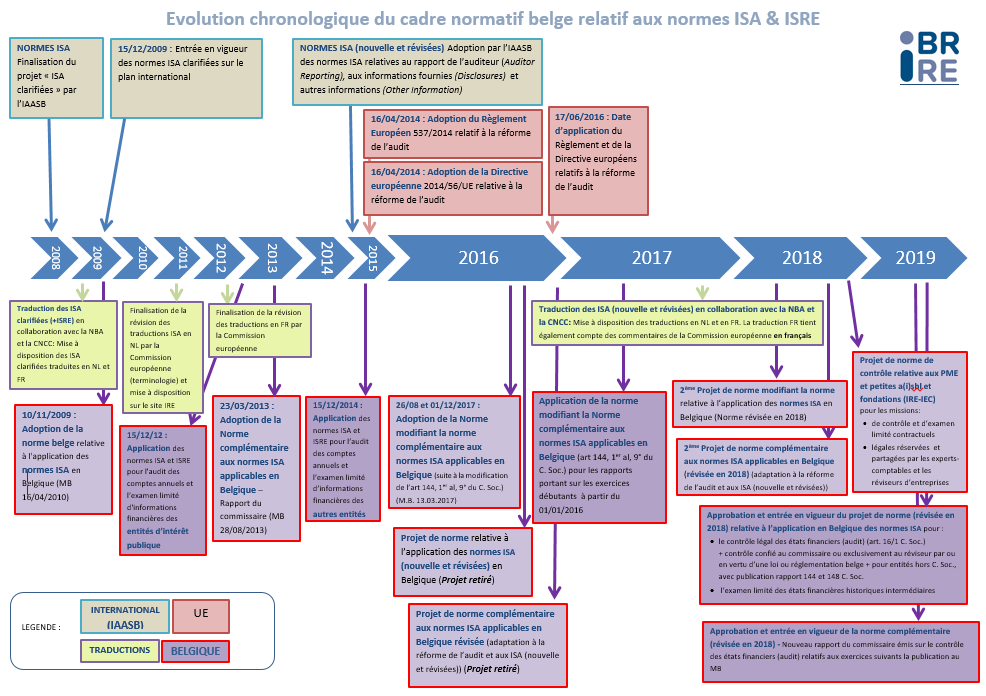 Evolution chronologique du cadre normatif belge relatif aux normes ISA & ISRE
IBR
IRE
NORMES ISA
Finalisation du
projet « ISA
clarifiées » par
l'IAASB
15/12/2009 : Entrée en vigueur
des normes ISA clarifiées sur le
plan international
NORMES ISA (nouvelle et révisées) Adoption par l'IAASB
des normes ISA relatives au rapport de l'auditeur (Auditor
Reporting), aux informations fournies (Disclosures) et
autres informations (Other Information)
16/04/2014 : Adoption du Règlement
Européen 537/2014 relatif à la réforme
de l'audit
16/04/2014 : Adoption de la Directive
européenne 2014/56/UE relative à la
réforme de l'audit
17/06/2016 : Date
d'application du
Règlement et de la
Directive européens
relatifs à la réforme
de l'audit
2008
2009
2010
2011
2012
2013
2014
2015
2016
2017
2018
2019
Traduction des ISA
clarifiées (+ISRE) en
collaboration avec la NBA
et la CNCC: Mise à
disposition des ISA
clarifiées traduites en NL et
FR
Finalisation de la
révision des
traductions ISA en
NL par la
Commission
européenne
(terminologie) et
mise à disposition
sur le site IRE
Finalisation de la révision
des traductions en FR par la
Commission
européenne
Traduction des ISA (nouvelle et révisées) en collaboration avec la NBA et
la CNCC: Mise à disposition des traductions en NL et en FR. La traduction FR tient
également compte des commentaires de la Commission européenne en français
10/11/2009 :
Adoption de la
norme belge relative
à l'application des
normes ISA en
Belgique (MB
16/04/2010)
15/12/12 :
Application des
normes ISA et ISRE
pour l'audit des
comptes annuels et
l'examen limité
d'informations
financières des
entités d'intérêt
publique
23/03/2013 :
Adoption de la
Norme
complémentaire
aux normes ISA
applicables en
Belgique –
Rapport du
commissaire (MB
28/08/2013)
15/12/2014 :
Application des
normes ISA et
ISRE pour l'audit
des comptes
annuels et
l'examen limité
d'informations
financières des
autres entités
26/08 et 01/12/2017 :
Adoption de la Norme
modifiant la norme
complémentaire aux
normes ISA applicables en
Belgique (suite à la modification
de l'art 144, 1er al, 9° du C. Soc.)
(M.B. 13.03.2017)
Projet de norme relative à
l'application des normes ISA
(nouvelle et révisées) en
Belgique (Projet retiré)
Projet de norme complémentaire
aux normes ISA applicables en
Belgique révisée (adaptation à la
réforme de l'audit et aux ISA (nouvelle
et révisées)) (Projet retiré)
Application de la norme
modifiant la Norme
complémentaire aux
normes ISA applicables en
Belgique (art 144, 1er al, 9° du
C. Soc.) pour les rapports
portant sur les exercices
débutants à partir du
01/01/2016
2ème Projet de norme modifiant la norme
relative à l'application des normes ISA en
Belgique (Norme révisée en 2018)
2ème Projet de norme complémentaire
aux normes ISA applicables en Belgique
(révisée en 2018) (adaptation à la réforme
de l'audit et aux ISA (nouvelle et révisées))
Projet de norme de
contrôle relative aux PME
et petites a(i)sbl et
fondations (IRE-IEC)
pour les missions:
• de contrôle et d'examen
limité contractuels
• légales réservées et
partagées par les experts-
comptables et les
réviseurs d'entreprises
Approbation et entrée en vigueur du projet de norme (révisée en
2018) relative à l'application en Belgique des normes ISA pour :
• le contrôle légal des états financiers (audit) (art. 16/1 C. Soc.)
+ contrôle confié au commissaire ou exclusivement au réviseur par ou
en vertu d'une loi ou réglementation belge + pour entités hors C. Soc.,
avec publication rapport 144 et 148 C. Soc.
• l'examen limité des états financiers historiques intermédiaires
Approbation et entrée en vigueur de la norme complémentaire
(révisée en 2018) - Nouveau rapport du commissaire émis sur le contrôle
des états financiers (audit) relatifs aux exercices suivants la publication au
MB
LEGENDE :
INTERNATIONAL
(IAASB)
UE
TRADUCTIONS
BELGIQUE